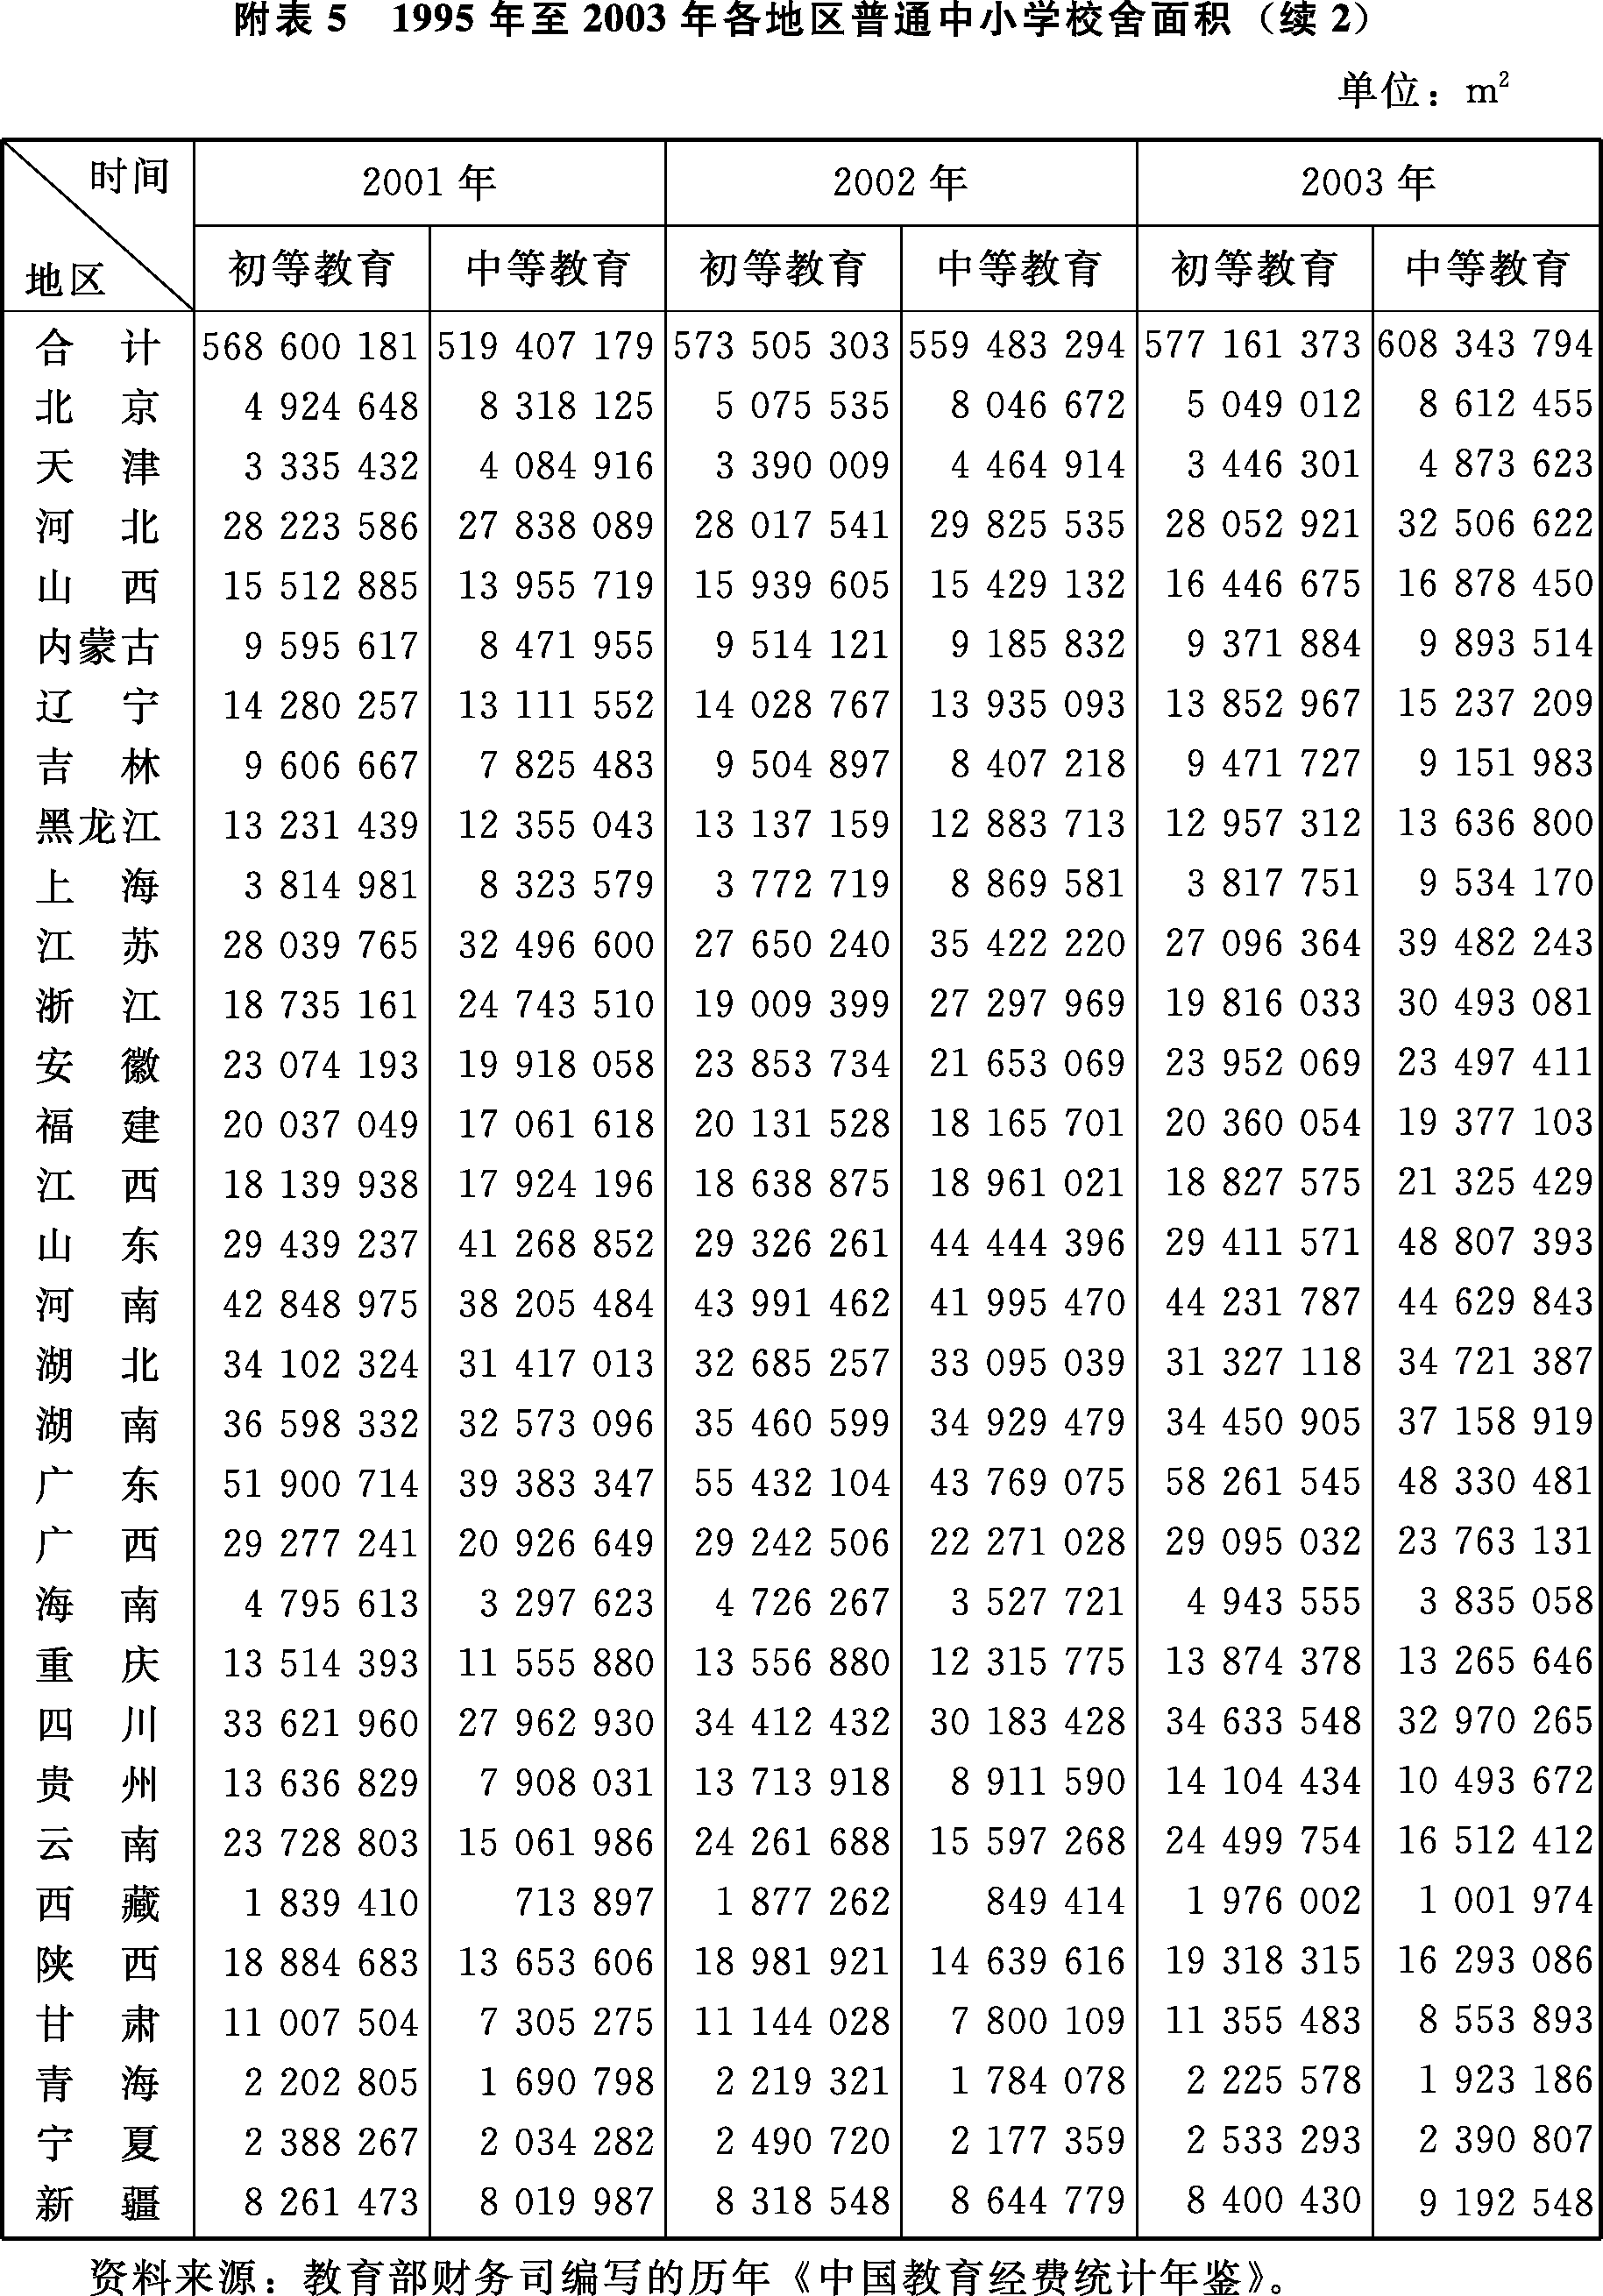 附表 5　1995 年至 2003 年各地区普通中小学校舍面积（续 2）
单位：m²
时间 2001 年 2002 年 2003 年
地区 初等教育 中等教育 初等教育 中等教育 初等教育 中等教育
合　计 568 600 181 519 407 179 573 505 303 559 483 294 577 161 373 608 343 794
北　京 4 924 648 8 318 125 5 075 535 8 046 672 5 049 012 8 612 455
天　津 3 335 432 4 084 916 3 390 009 4 464 914 3 446 301 4 873 623
河　北 28 223 586 27 838 089 28 017 541 29 825 535 28 052 921 32 506 622
山　西 15 512 885 13 955 719 15 939 605 15 429 132 16 446 675 16 878 450
内蒙古 9 595 617 8 471 955 9 514 121 9 185 832 9 371 884 9 893 514
辽　宁 14 280 257 13 111 552 14 028 767 13 935 093 13 852 967 15 237 209
吉　林 9 606 667 7 825 483 9 504 897 8 407 218 9 471 727 9 151 983
黑龙江 13 231 439 12 355 043 13 137 159 12 883 713 12 957 312 13 636 800
上　海 3 814 981 8 323 579 3 772 719 8 869 581 3 817 751 9 534 170
江　苏 28 039 765 32 496 600 27 650 240 35 422 220 27 096 364 39 482 243
浙　江 18 735 161 24 743 510 19 009 399 27 297 969 19 816 033 30 493 081
安　徽 23 074 193 19 918 058 23 853 734 21 653 069 23 952 069 23 497 411
福　建 20 037 049 17 061 618 20 131 528 18 165 701 20 360 054 19 377 103
江　西 18 139 938 17 924 196 18 638 875 18 961 021 18 827 575 21 325 429
山　东 29 439 237 41 268 852 29 326 261 44 444 396 29 411 571 48 807 393
河　南 42 848 975 38 205 484 43 991 462 41 995 470 44 231 787 44 629 843
湖　北 34 102 324 31 417 013 32 685 257 33 095 039 31 327 118 34 721 387
湖　南 36 598 332 32 573 096 35 460 599 34 929 479 34 450 905 37 158 919
广　东 51 900 714 39 383 347 55 432 104 43 769 075 58 261 545 48 330 481
广　西 29 277 241 20 926 649 29 242 506 22 271 028 29 095 032 23 763 131
海　南 4 795 613 3 297 623 4 726 267 3 527 721 4 943 555 3 835 058
重　庆 13 514 393 11 555 880 13 556 880 12 315 775 13 874 378 13 265 646
四　川 33 621 960 27 962 930 34 412 432 30 183 428 34 633 548 32 970 265
贵　州 13 636 829 7 908 031 13 713 918 8 911 590 14 104 434 10 493 672
云　南 23 728 803 15 061 986 24 261 688 15 597 268 24 499 754 16 512 412
西　藏 1 839 410 713 897 1 877 262 849 414 1 976 002 1 001 974
陕　西 18 884 683 13 653 606 18 981 921 14 639 616 19 318 315 16 293 086
甘　肃 11 007 504 7 305 275 11 144 028 7 800 109 11 355 483 8 553 893
青　海 2 202 805 1 690 798 2 219 321 1 784 078 2 225 578 1 923 186
宁　夏 2 388 267 2 034 282 2 490 720 2 177 359 2 533 293 2 390 807
新　疆 8 261 473 8 019 987 8 318 548 8 644 779 8 400 430 9 192 548
资料来源：教育部财务司编写的历年《中国教育经费统计年鉴》。